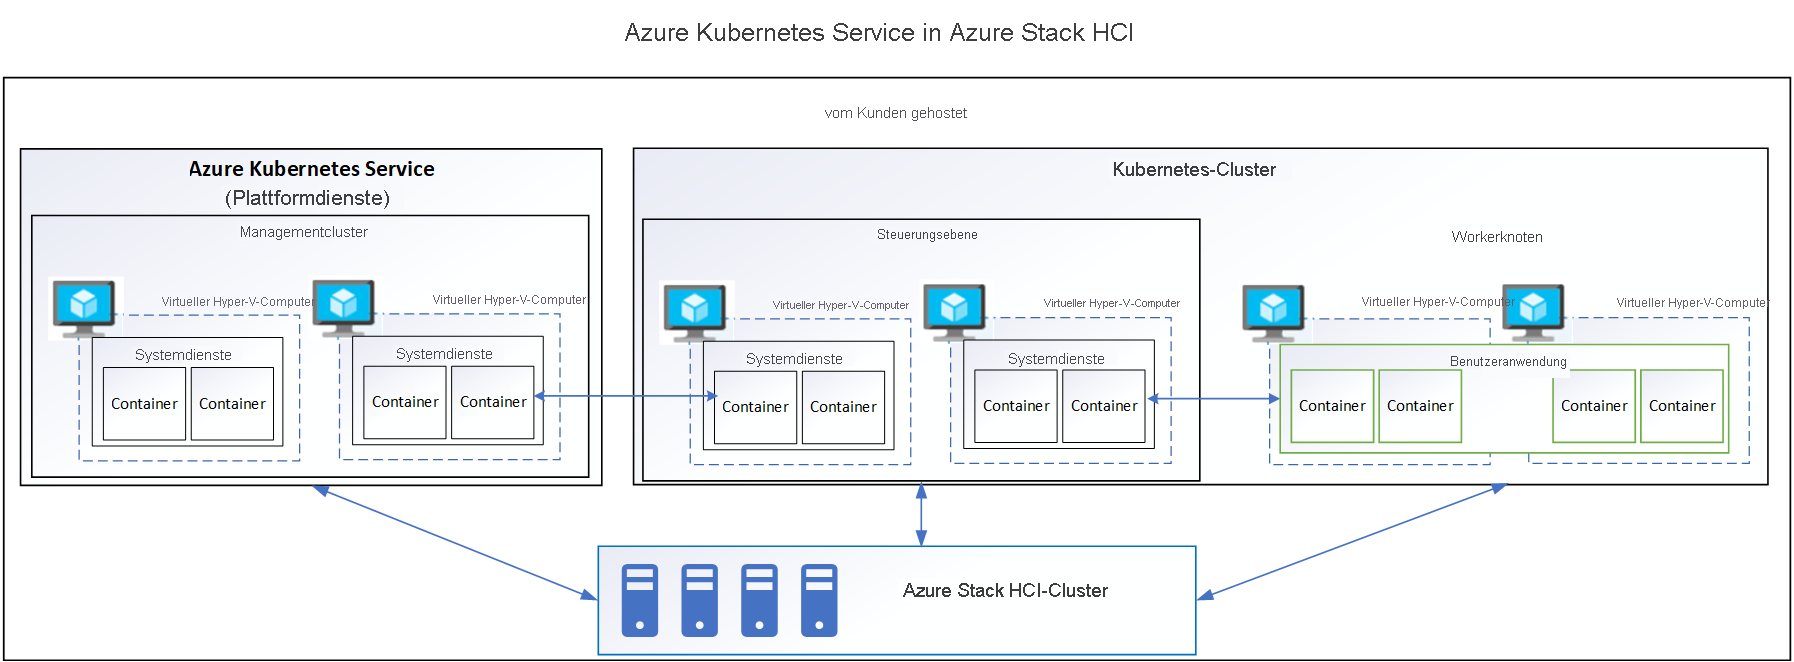 Azure Kubernetes Service in Azure Stack HCI
vom Kunden gehostet
Azure Kubernetes Service
(Plattformdienste)
Managementcluster
Virtueller Hyper-V-Computer
Systemdienste
Container
Container
Virtueller Hyper-V-Computer
Systemdienste
Container
Container
Kubernetes-Cluster
Steuerungsebene
Virtueller Hyper-V-Computer
Systemdienste
Container
Container
Virtueller Hyper-V-Computer
Systemdienste
Container
Container
Workerknoten
Virtueller Hyper-V-Computer
Virtueller Hyper-V-Computer
Benutzeranwendung
Container
Container
Container
Container
Azure Stack HCI-Cluster